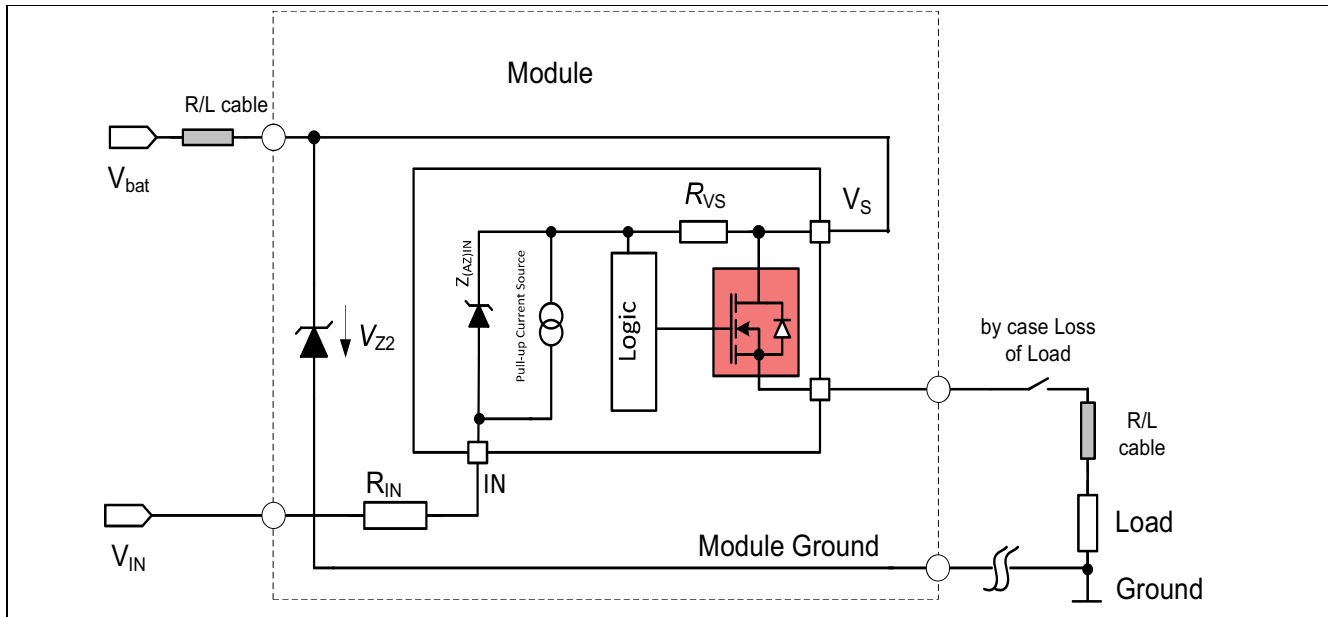 Module
R/L cable
V_bat
R_VS
V_S
Z_(AZ)IN
Pull-up Current Source
Logic
V_Z2
by case Loss
of Load
R/L
cable
R_IN
IN
V_IN
Load
Module Ground
Ground